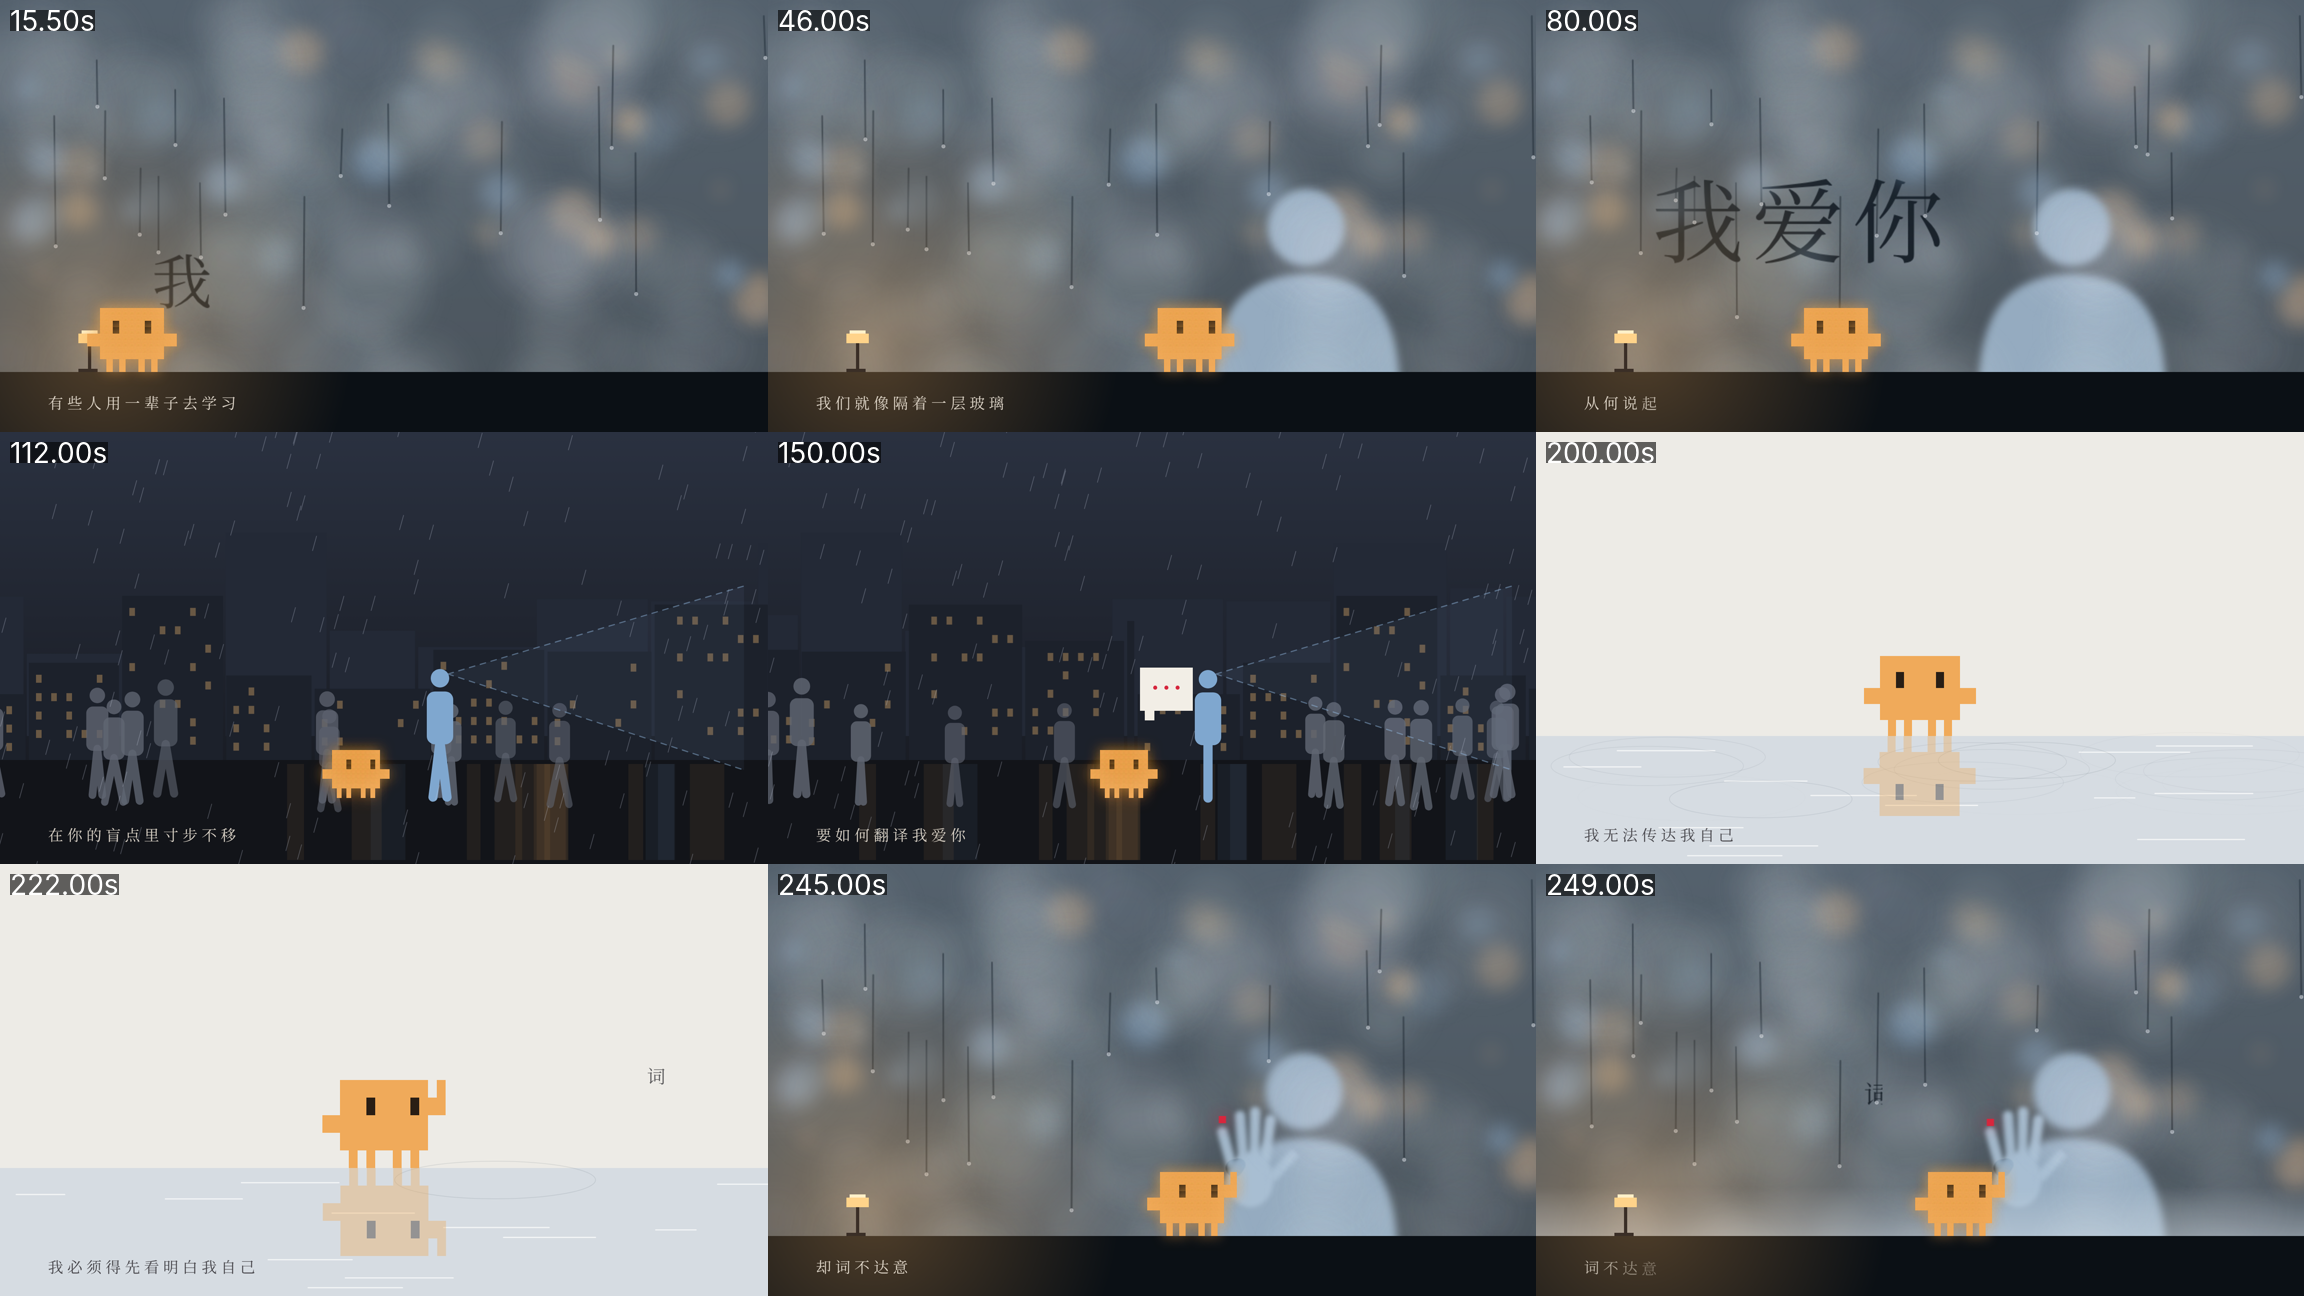 15.50s
我
有些人用一辈子去学习
46.00s
我们就像隔着一层玻璃
80.00s
我爱你
从何说起
112.00s
在你的盲点里寸步不移
150.00s
要如何翻译我爱你
200.00s
我无法传达我自己
222.00s
词
我必须得先看明白我自己
245.00s
却词不达意
249.00s
词不达意